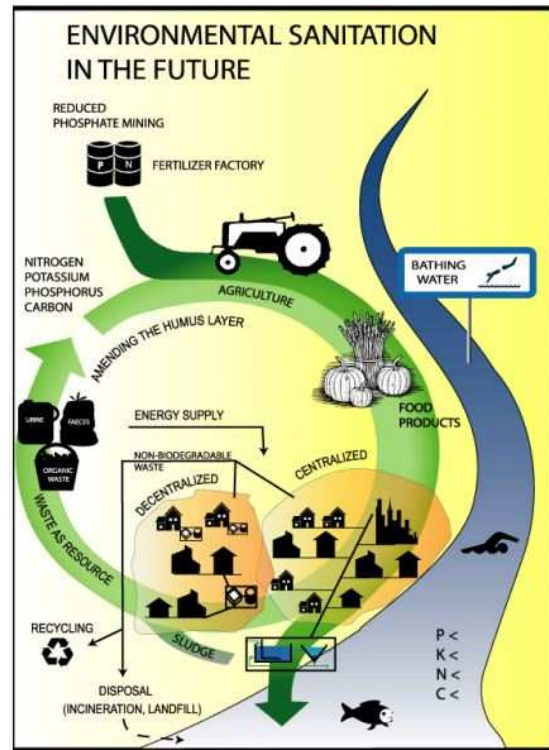 ENVIRONMENTAL SANITATION
IN THE FUTURE
REDUCED
PHOSPHATE MINING
P N
FERTILIZER FACTORY
NITROGEN
POTASSIUM
PHOSPHORUS
CARBON
AGRICULTURE
AMENDING THE HUMUS LAYER
BATHING
WATER
FOOD
PRODUCTS
URINE
FAECES
ORGANIC
WASTE
ENERGY SUPPLY
NON-BIODEGRADABLE
WASTE
DECENTRALIZED
CENTRALIZED
WASTE AS RESOURCE
RECYCLING
SLUDGE
DISPOSAL
(INCINERATION, LANDFILL)
P <
K <
N <
C <